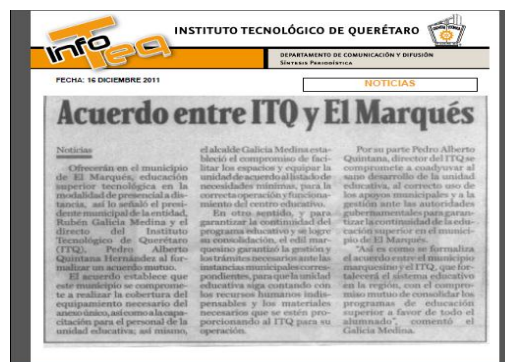 Info Teq
INSTITUTO TECNOLÓGICO DE QUERÉTARO
DEPARTAMENTO DE COMUNICACIÓN Y DIFUSIÓN
SÍNTESIS PERIODÍSTICA
FECHA: 16 DICIEMBRE 2011
NOTICIAS
Acuerdo entre ITQ y El Marqués
Noticias
Ofrecerán en el municipio
de El Marqués, educación
superior tecnológica en la
modalidad de presencial a dis-
tancia, así lo señaló el presi-
dente municipal de la entidad,
Rubén Galicia Medina y el
directo del Instituto
Tecnológico de Querétaro
(ITQ), Pedro Alberto
Quintana Hernández al for-
malizar un acuerdo mutuo.
El acuerdo establece que
este municipio se comprome-
te a realizar la cobertura del
equipamiento necesario del
anexo único, así como a la capa-
citación para el personal de la
unidad educativa; así mismo,
el alcalde Galicia Medina esta-
bleció el compromiso de faci-
litar los espacios y equipar la
unidad de acuerdo al listado de
necesidades mínimas, para la
correcta operación y funciona-
miento del centro educativo.
En otro sentido, y para
garantizar la continuidad del
programa educativo y se logre
su consolidación, el edil mar-
quesino garantizó la gestión y
los trámites necesarios ante las
instancias municipales corres-
pondientes, para que la unidad
educativa siga contando con
los recursos humanos indis-
pensables y los materiales
necesarios que se estén pro-
porcionando al ITQ para su
operación.
Por su parte Pedro Alberto
Quintana, director del ITQ se
compromete a coadyuvar al
sano desarrollo de la unidad
educativa, al correcto uso de
los apoyos municipales y a la
gestión ante las autoridades
gubernamentales para garan-
tizar la continuidad de la edu-
cación superior en el munici-
pio de El Marqués.
"Así es como se formaliza
el acuerdo entre el municipio
marquesino y el ITQ, que for-
talecerá el sistema educativo
en la región, con el compro-
miso mutuo de consolidar los
programas de educación
superior a favor de todo el
alumnado", comentó el
Galicia Medina.